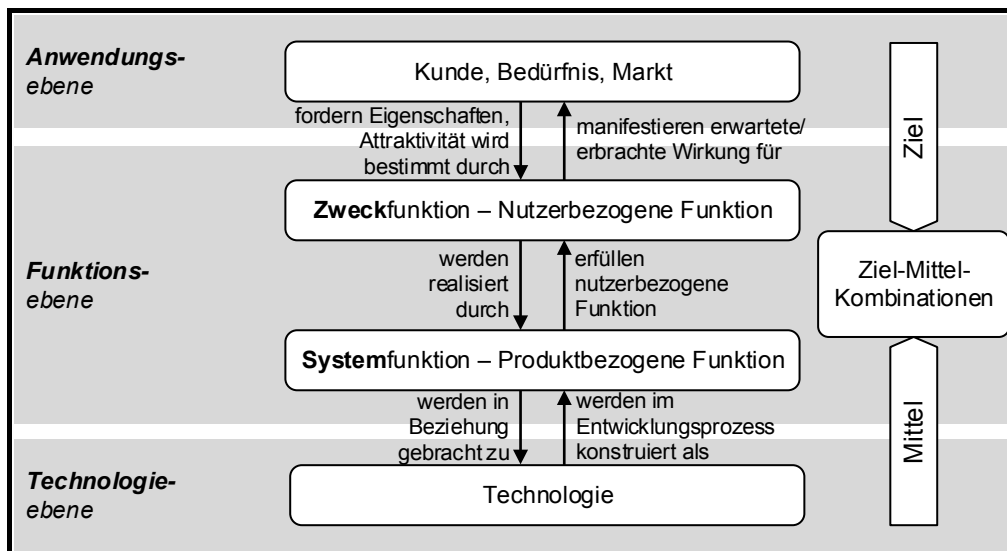 Anwendungs-
ebene
Kunde, Bedürfnis, Markt
fordern Eigenschaften,
Attraktivität wird
bestimmt durch
manifestieren erwartete/
erbrachte Wirkung für
Ziel
Zweckfunktion – Nutzerbezogene Funktion
Funktions-
ebene
werden
realisiert
durch
erfüllen
nutzerbezogene
Funktion
Ziel-Mittel-
Kombinationen
Systemfunktion – Produktbezogene Funktion
werden in
Beziehung
gebracht zu
werden im
Entwicklungsprozess
konstruiert als
Mittel
Technologie-
ebene
Technologie